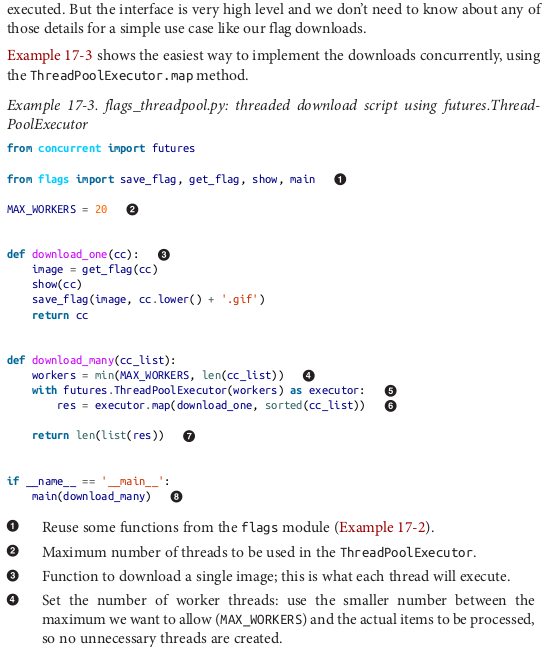 executed. But the interface is very high level and we don’t need to know about any of
those details for a simple use case like our flag downloads.
Example 17-3 shows the easiest way to implement the downloads concurrently, using
the ThreadPoolExecutor.map method.
Example 17-3. flags_threadpool.py: threaded download script using futures.Thread-
PoolExecutor
from concurrent import futures
from flags import save_flag, get_flag, show, main ❶
MAX_WORKERS = 20 ❷
def download_one(cc): ❸
    image = get_flag(cc)
    show(cc)
    save_flag(image, cc.lower() + '.gif')
    return cc
def download_many(cc_list):
    workers = min(MAX_WORKERS, len(cc_list)) ❹
    with futures.ThreadPoolExecutor(workers) as executor: ❺
        res = executor.map(download_one, sorted(cc_list)) ❻
    return len(list(res)) ❼
if __name__ == '__main__':
    main(download_many) ❽
❶ Reuse some functions from the flags module (Example 17-2).
❷ Maximum number of threads to be used in the ThreadPoolExecutor.
❸ Function to download a single image; this is what each thread will execute.
❹ Set the number of worker threads: use the smaller number between the
maximum we want to allow (MAX_WORKERS) and the actual items to be processed,
so no unnecessary threads are created.